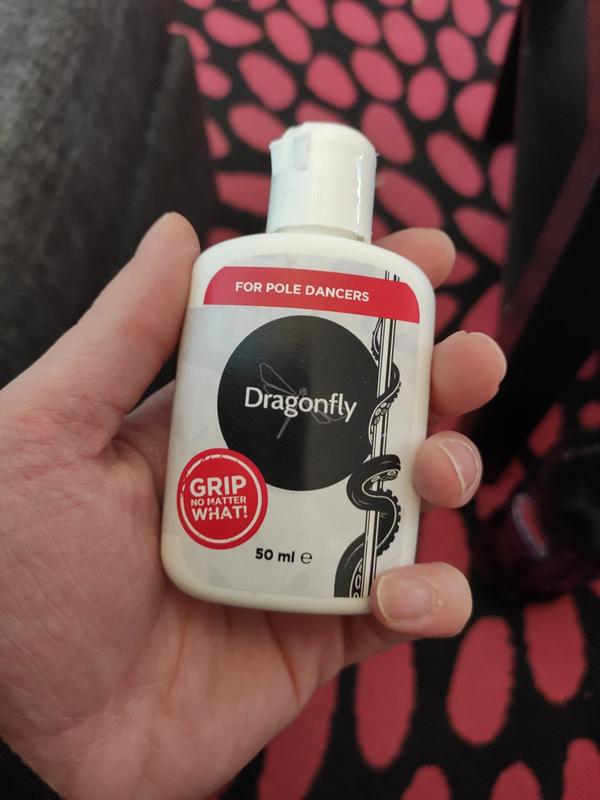 FOR POLE DANCERS
Dragonfly
GRIP
NO MATTER
WHAT!
50 ml ℮